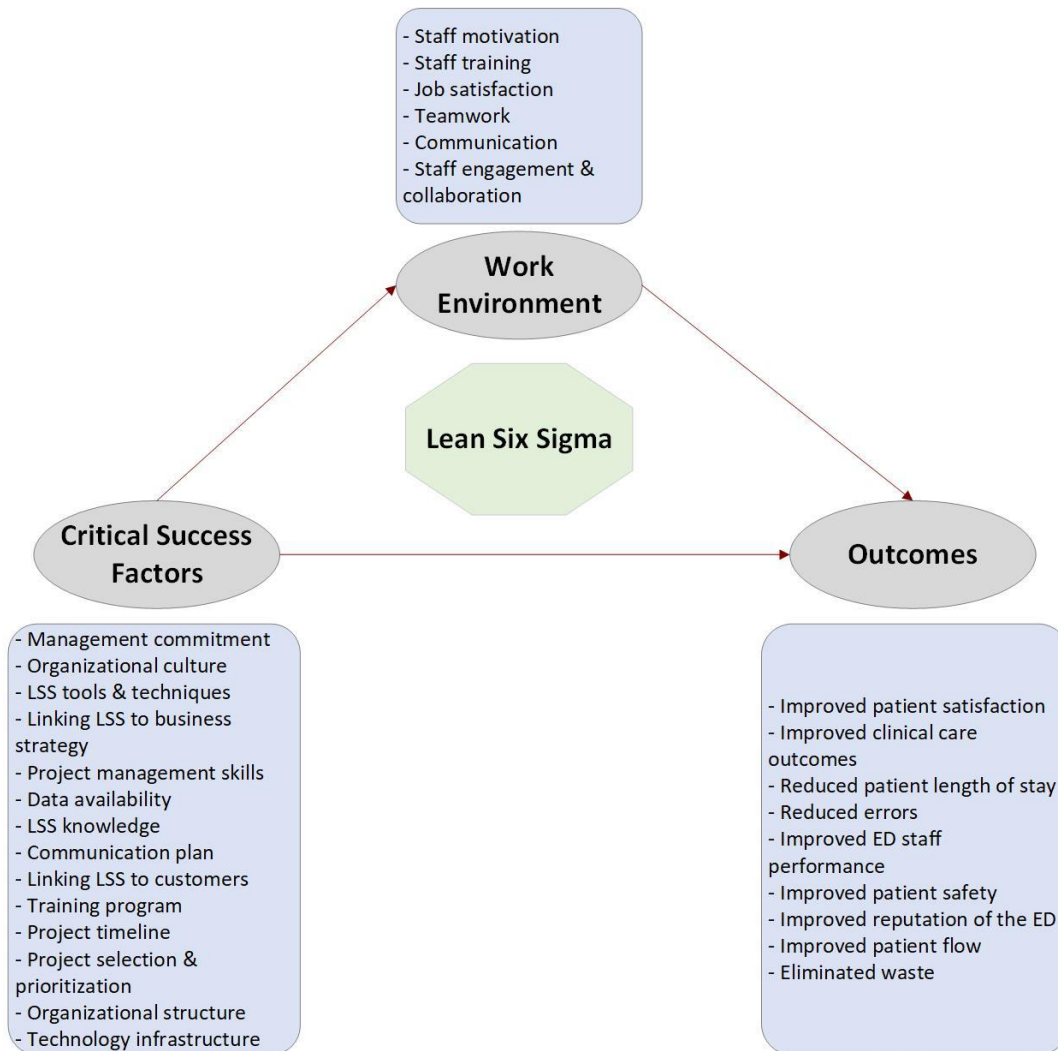 - Staff motivation
- Staff training
- Job satisfaction
- Teamwork
- Communication
- Staff engagement &
collaboration
Work
Environment
Lean Six Sigma
Critical Success
Factors
Outcomes
- Management commitment
- Organizational culture
- LSS tools & techniques
- Linking LSS to business
strategy
- Project management skills
- Data availability
- LSS knowledge
- Communication plan
- Linking LSS to customers
- Training program
- Project timeline
- Project selection &
prioritization
- Organizational structure
- Technology infrastructure
- Improved patient satisfaction
- Improved clinical care
outcomes
- Reduced patient length of stay
- Reduced errors
- Improved ED staff
performance
- Improved patient safety
- Improved reputation of the ED
- Improved patient flow
- Eliminated waste